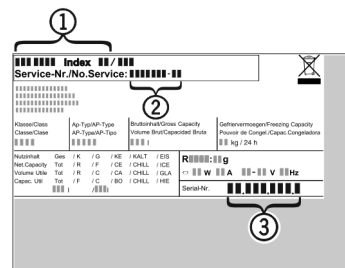 1
Index /
Service-Nr./No.Service: -
2
Klasse/Class
Classe/Clase
Ap-Typ/AP-Type
AP-Type/AP-Tipo
Bruttoinhalt/Gross Capacity
Volume Brut/Capacidad Bruta
l
Gefriervermoegen/Freezing Capacity
Pouvoir de Congel./Capac.Congeladora
kg / 24 h
Nutzinhalt Ges / K / G / KE / KALT / EIS
Net.Capacity Tot / R / F / CE / CHILL / ICE
Volume Utile Tot / R / C / CA / CHILL / GLA
Capac. Util Tot / F / C / BO / CHILL / HIE
l / l
R : g
W A - V Hz
Serial-Nr. . . .
3